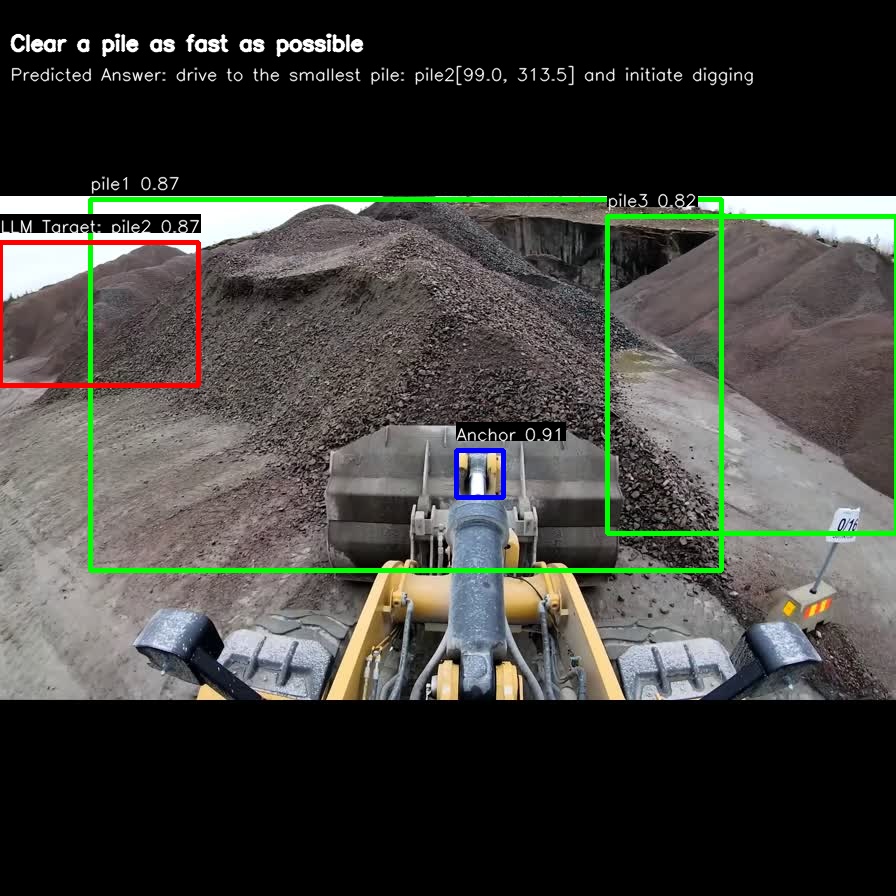 Clear a pile as fast as possible
Predicted Answer: drive to the smallest pile: pile2[99.0, 313.5] and initiate digging
pile1 0.87
pile3 0.82
LLM Target: pile2 0.87
Anchor 0.91
0/16